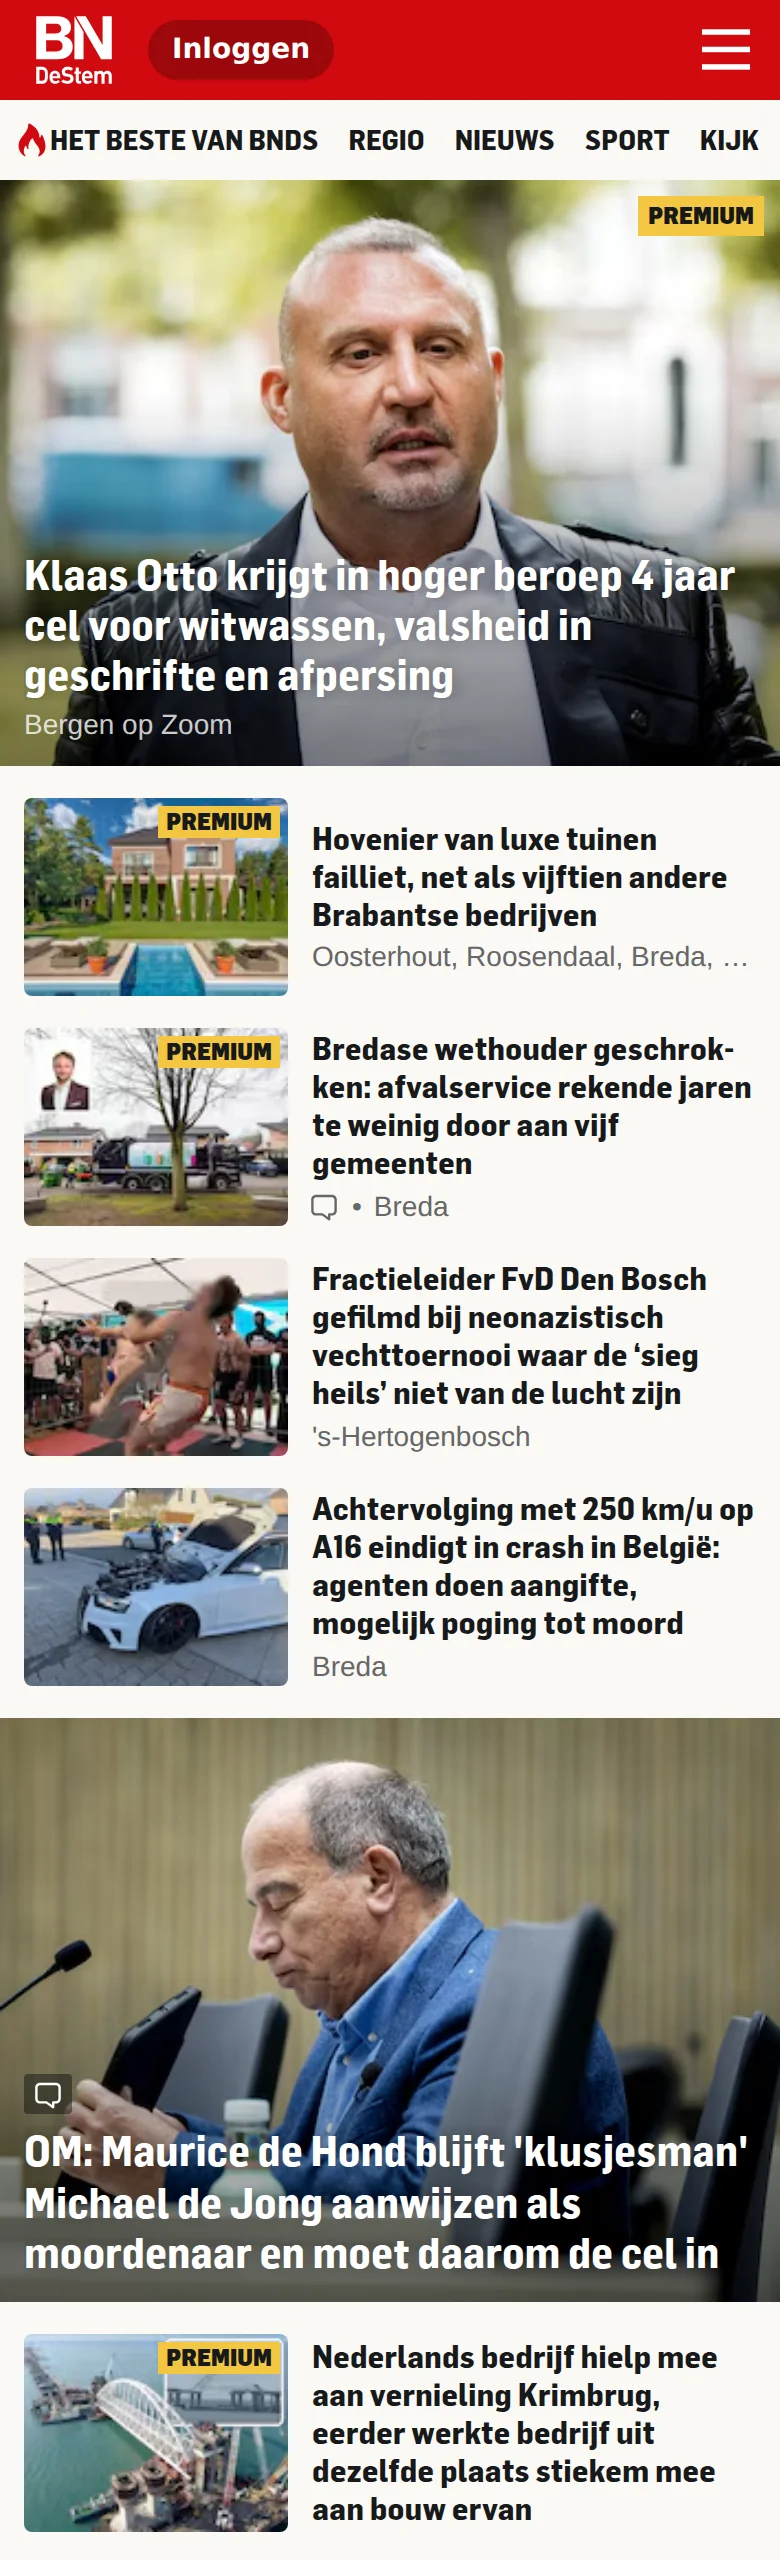 BN
DeStem
Inloggen
HET BESTE VAN BNDS REGIO NIEUWS SPORT KIJK
PREMIUM
Klaas Otto krijgt in hoger beroep 4 jaar
cel voor witwassen, valsheid in
geschrifte en afpersing
Bergen op Zoom
PREMIUM
Hovenier van luxe tuinen
failliet, net als vijftien andere
Brabantse bedrijven
Oosterhout, Roosendaal, Breda, ...
PREMIUM
Bredase wethouder geschrok-
ken: afvalservice rekende jaren
te weinig door aan vijf
gemeenten
• Breda
Fractieleider FvD Den Bosch
gefilmd bij neonazistisch
vechttoernooi waar de ‘sieg
heils’ niet van de lucht zijn
's-Hertogenbosch
Achtervolging met 250 km/u op
A16 eindigt in crash in België:
agenten doen aangifte,
mogelijk poging tot moord
Breda
OM: Maurice de Hond blijft 'klusjesman'
Michael de Jong aanwijzen als
moordenaar en moet daarom de cel in
PREMIUM
Nederlands bedrijf hielp mee
aan vernieling Krimbrug,
eerder werkte bedrijf uit
dezelfde plaats stiekem mee
aan bouw ervan